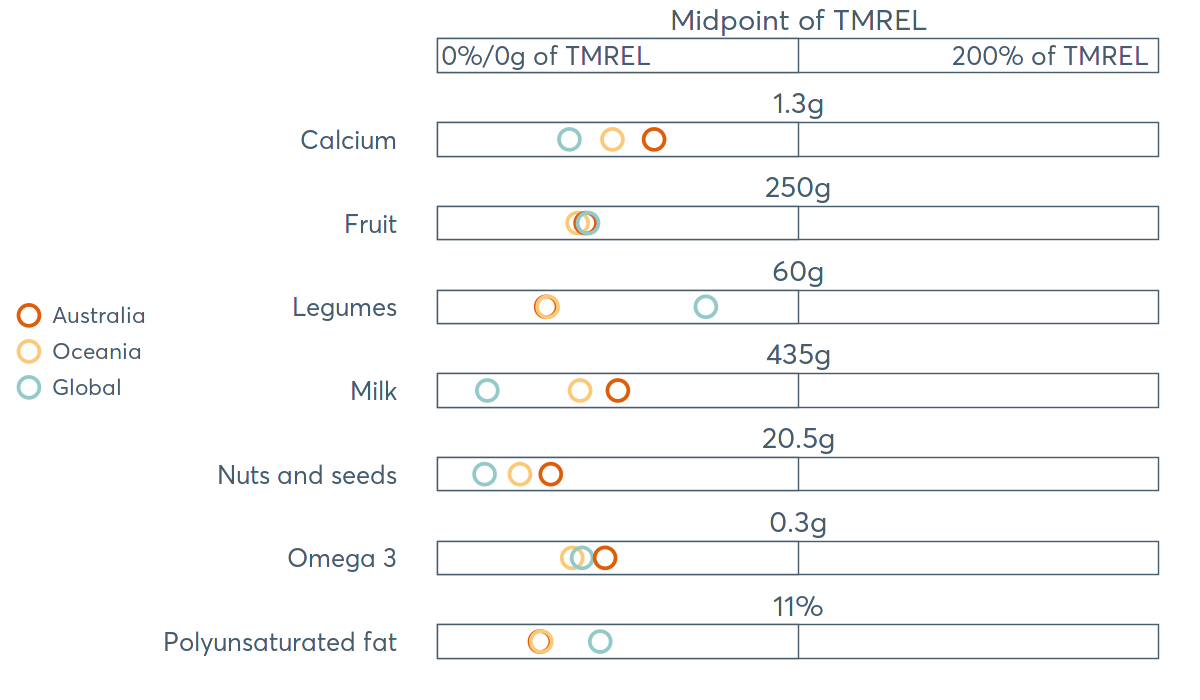 Midpoint of TMREL
0%/0g of TMREL 200% of TMREL
1.3g
Calcium
250g
Fruit
60g
Legumes
435g
Milk
20.5g
Nuts and seeds
0.3g
Omega 3
11%
Polyunsaturated fat
Australia
Oceania
Global